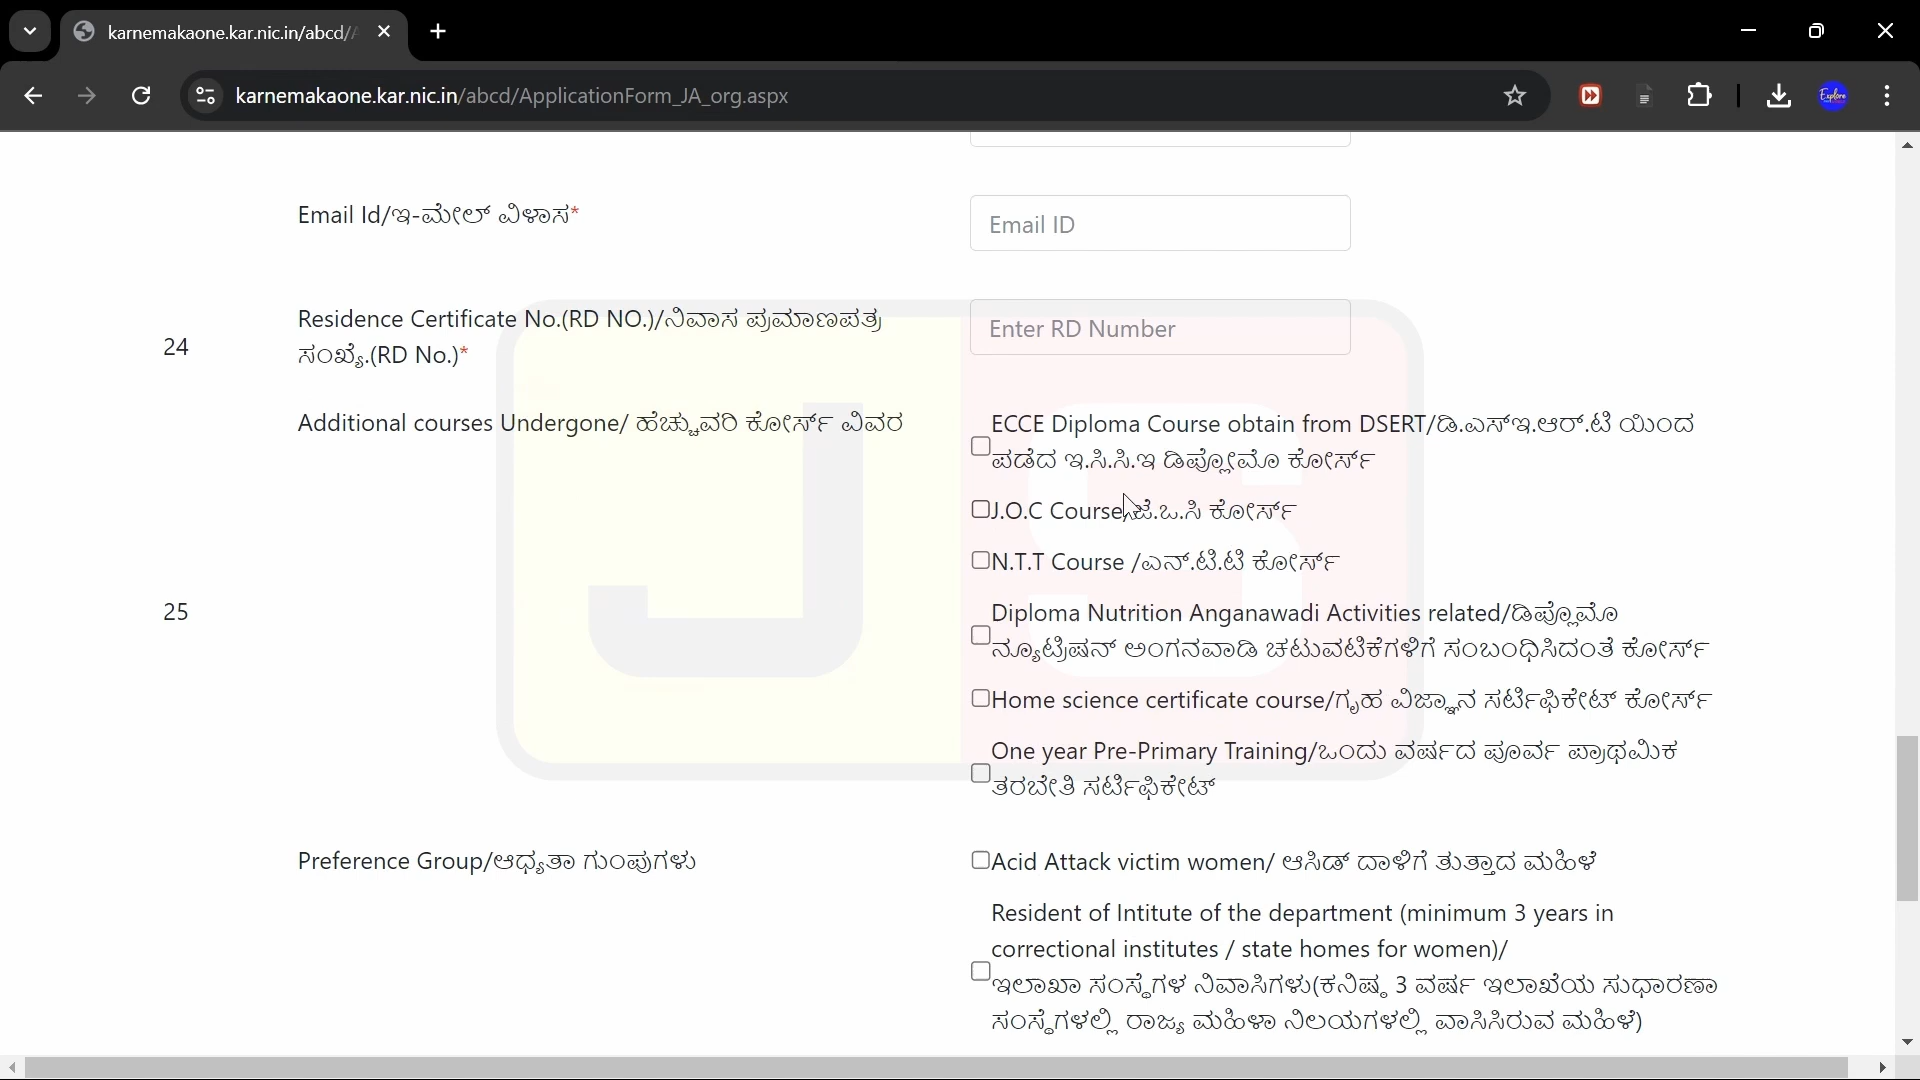 karnemakaone.kar.nic.in/abcd/A
karnemakaone.kar.nic.in/abcd/ApplicationForm_JA_org.aspx
Explore
Email Id/ಇ-ಮೇಲ್ ವಿಳಾಸ*
Email ID
24
Residence Certificate No.(RD NO.)/ನಿವಾಸ ಪ್ರಮಾಣಪತ್ರ
ಸಂಖ್ಯೆ.(RD No.)*
Enter RD Number
25
Additional courses Undergone/ ಹೆಚ್ಚುವರಿ ಕೋರ್ಸ್ ವಿವರ
ECCE Diploma Course obtain from DSERT/ಡಿ.ಎಸ್ಇ.ಆರ್.ಟಿ ಯಿಂದ
ಪಡೆದ ಇ.ಸಿ.ಸಿ.ಇ ಡಿಪ್ಲೋಮೊ ಕೋರ್ಸ್
J.O.C Course/ಜೆ.ಒ.ಸಿ ಕೋರ್ಸ್
N.T.T Course /ಎನ್.ಟಿ.ಟಿ ಕೋರ್ಸ್
Diploma Nutrition Anganawadi Activities related/ಡಿಪ್ಲೊಮೊ
ನ್ಯೂಟ್ರಿಷನ್ ಅಂಗನವಾಡಿ ಚಟುವಟಿಕೆಗಳಿಗೆ ಸಂಬಂಧಿಸಿದಂತೆ ಕೋರ್ಸ್
Home science certificate course/ಗೃಹ ವಿಜ್ಞಾನ ಸರ್ಟಿಫಿಕೇಟ್ ಕೋರ್ಸ್
One year Pre-Primary Training/ಒಂದು ವರ್ಷದ ಪೂರ್ವ ಪ್ರಾಥಮಿಕ
ತರಬೇತಿ ಸರ್ಟಿಫಿಕೇಟ್
Preference Group/ಆಧ್ಯತಾ ಗುಂಪುಗಳು
Acid Attack victim women/ ಆಸಿಡ್ ದಾಳಿಗೆ ತುತ್ತಾದ ಮಹಿಳೆ
Resident of Intitute of the department (minimum 3 years in
correctional institutes / state homes for women)/
ಇಲಾಖಾ ಸಂಸ್ಥೆಗಳ ನಿವಾಸಿಗಳು(ಕನಿಷ್ಠ 3 ವರ್ಷ ಇಲಾಖೆಯ ಸುಧಾರಣಾ
ಸಂಸ್ಥೆಗಳಲ್ಲಿ ರಾಜ್ಯ ಮಹಿಳಾ ನಿಲಯಗಳಲ್ಲಿ ವಾಸಿಸಿರುವ ಮಹಿಳೆ)
JS